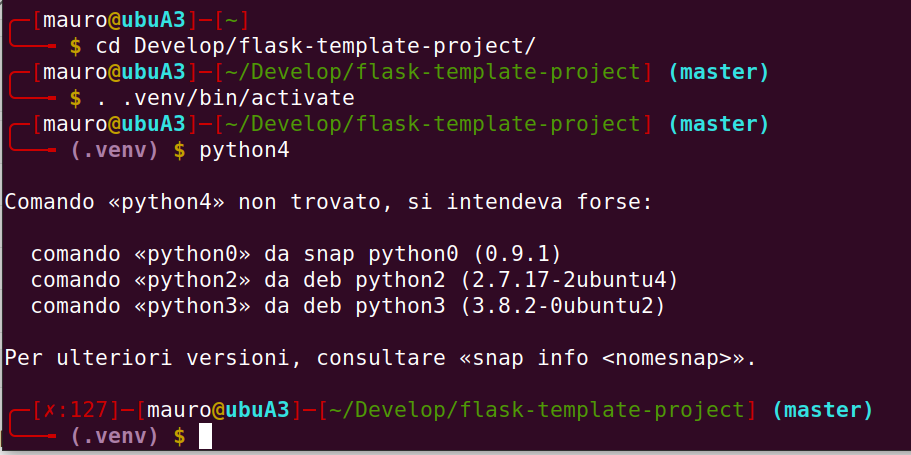 ┌─[mauro@ubuA3]─[~]
└── $ cd Develop/flask-template-project/
┌─[mauro@ubuA3]─[~/Develop/flask-template-project] (master)
└── $ . .venv/bin/activate
┌─[mauro@ubuA3]─[~/Develop/flask-template-project] (master)
└── (.venv) $ python4
Comando «python4» non trovato, si intendeva forse:
comando «python0» da snap python0 (0.9.1)
comando «python2» da deb python2 (2.7.17-2ubuntu4)
comando «python3» da deb python3 (3.8.2-0ubuntu2)
Per ulteriori versioni, consultare «snap info <nomesnap>».
┌─[✗:127]─[mauro@ubuA3]─[~/Develop/flask-template-project] (master)
└── (.venv) $